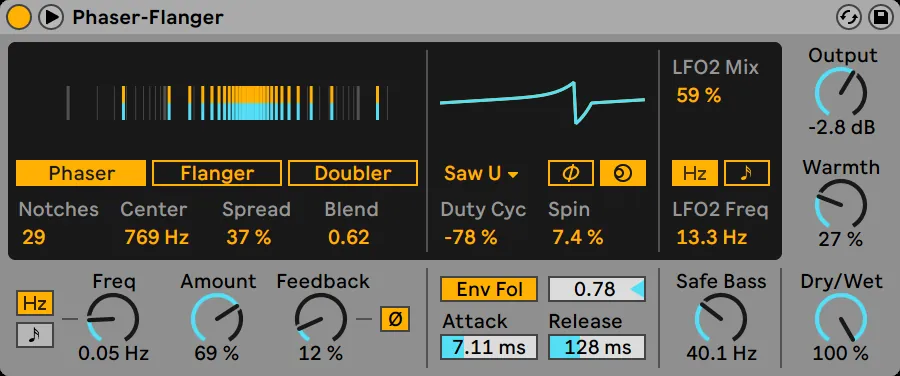 Phaser-Flanger
LFO2 Mix
59 %
Output
-2.8 dB
Phaser Flanger Doubler
Saw U
Hz
Warmth
27 %
Notches Center Spread Blend
29 769 Hz 37 % 0.62
Duty Cyc Spin
-78 % 7.4 %
LFO2 Freq
13.3 Hz
Hz
Freq Amount Feedback
0.05 Hz 69 % 12 %
Ø
Env Fol 0.78
Attack Release
7.11 ms 128 ms
Safe Bass
40.1 Hz
Dry/Wet
100 %